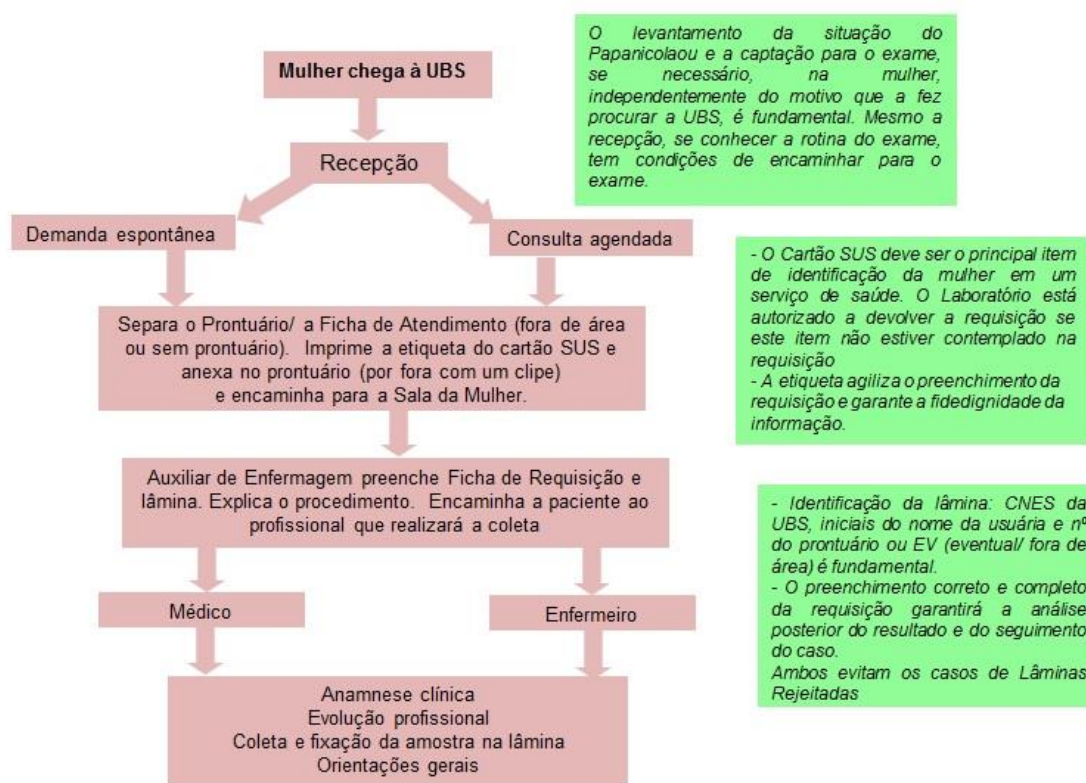 Mulher chega à UBS
O levantamento da situação do
Papanicolaou e a captação para o exame,
se necessário, na mulher,
independentemente do motivo que a fez
procurar a UBS, é fundamental. Mesmo a
recepção, se conhecer a rotina do exame,
tem condições de encaminhar para o
exame.
Recepção
Demanda espontânea
Consulta agendada
- O Cartão SUS deve ser o principal item
de identificação da mulher em um
serviço de saúde. O Laboratório está
autorizado a devolver a requisição se
este item não estiver contemplado na
requisição
- A etiqueta agiliza o preenchimento da
requisição e garante a fidedignidade da
informação.
Separa o Prontuário/ a Ficha de Atendimento (fora de área
ou sem prontuário). Imprime a etiqueta do cartão SUS e
anexa no prontuário (por fora com um clipe)
e encaminha para a Sala da Mulher.
Auxiliar de Enfermagem preenche Ficha de Requisição e
lâmina. Explica o procedimento. Encaminha a paciente ao
profissional que realizará a coleta
- Identificação da lâmina: CNES da
UBS, iniciais do nome da usuária e nº
do prontuário ou EV (eventual/ fora de
área) é fundamental.
- O preenchimento correto e completo
da requisição garantirá a análise
posterior do resultado e do seguimento
do caso.
Ambos evitam os casos de Lâminas
Rejeitadas
Médico
Enfermeiro
Anamnese clínica
Evolução profissional
Coleta e fixação da amostra na lâmina
Orientações gerais